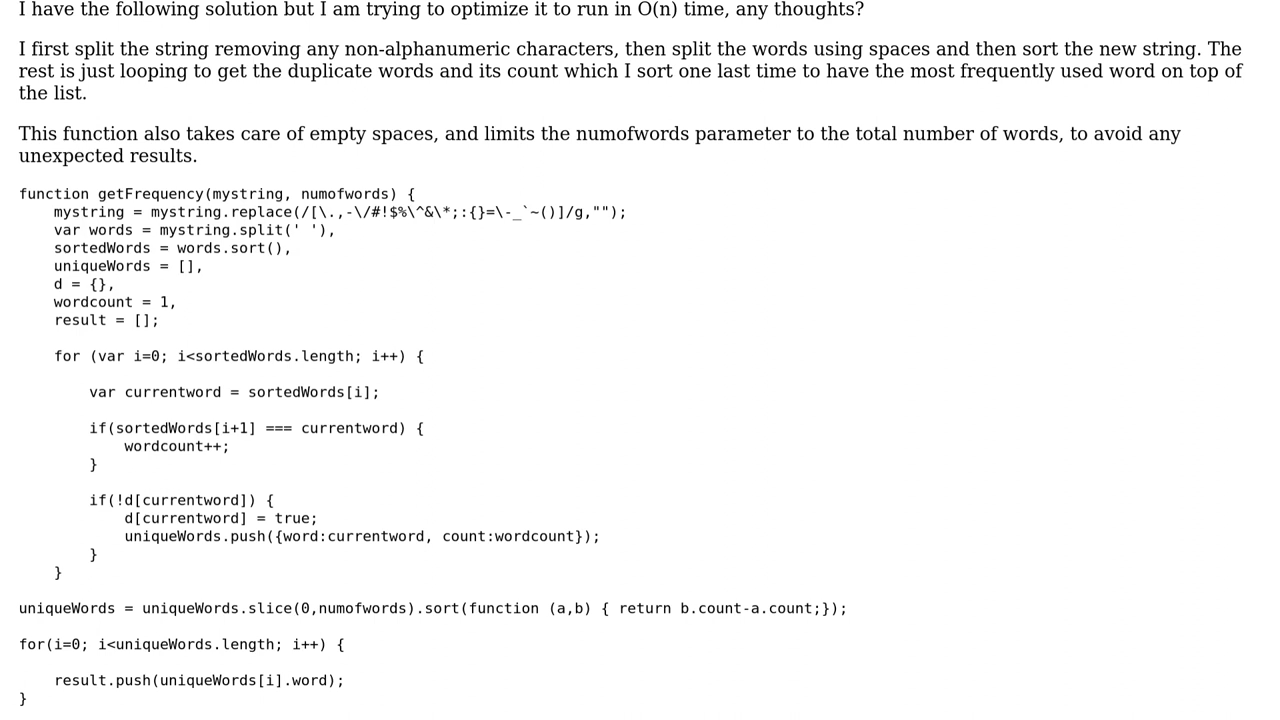 I have the following solution but I am trying to optimize it to run in O(n) time, any thoughts?
I first split the string removing any non-alphanumeric characters, then split the words using spaces and then sort the new string. The
rest is just looping to get the duplicate words and its count which I sort one last time to have the most frequently used word on top of
the list.
This function also takes care of empty spaces, and limits the numofwords parameter to the total number of words, to avoid any
unexpected results.
function getFrequency(mystring, numofwords) {
    mystring = mystring.replace(/[\.,-\/#!$%\^&\*;:{}=\-_`~()]/g,"");
    var words = mystring.split(' '),
    sortedWords = words.sort(),
    uniqueWords = [],
    d = {},
    wordcount = 1,
    result = [];
    for (var i=0; i<sortedWords.length; i++) {
        var currentword = sortedWords[i];
        if(sortedWords[i+1] === currentword) {
            wordcount++;
        }
        if(!d[currentword]) {
            d[currentword] = true;
            uniqueWords.push({word:currentword, count:wordcount});
        }
    }
uniqueWords = uniqueWords.slice(0,numofwords).sort(function (a,b) { return b.count-a.count;});
for(i=0; i<uniqueWords.length; i++) {
    result.push(uniqueWords[i].word);
}